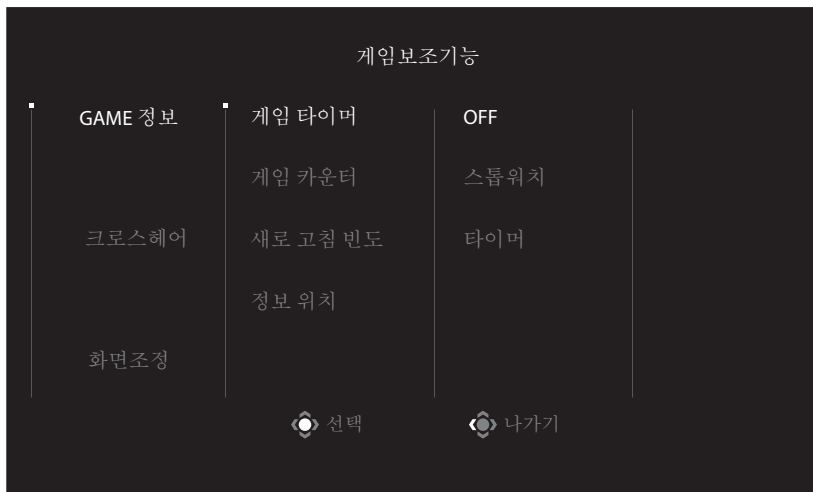 게임보조기능
GAME 정보 게임 타이머 OFF
게임 카운터 스톱워치
크로스헤어 새로 고침 빈도 타이머
정보 위치
화면조정
선택 나가기